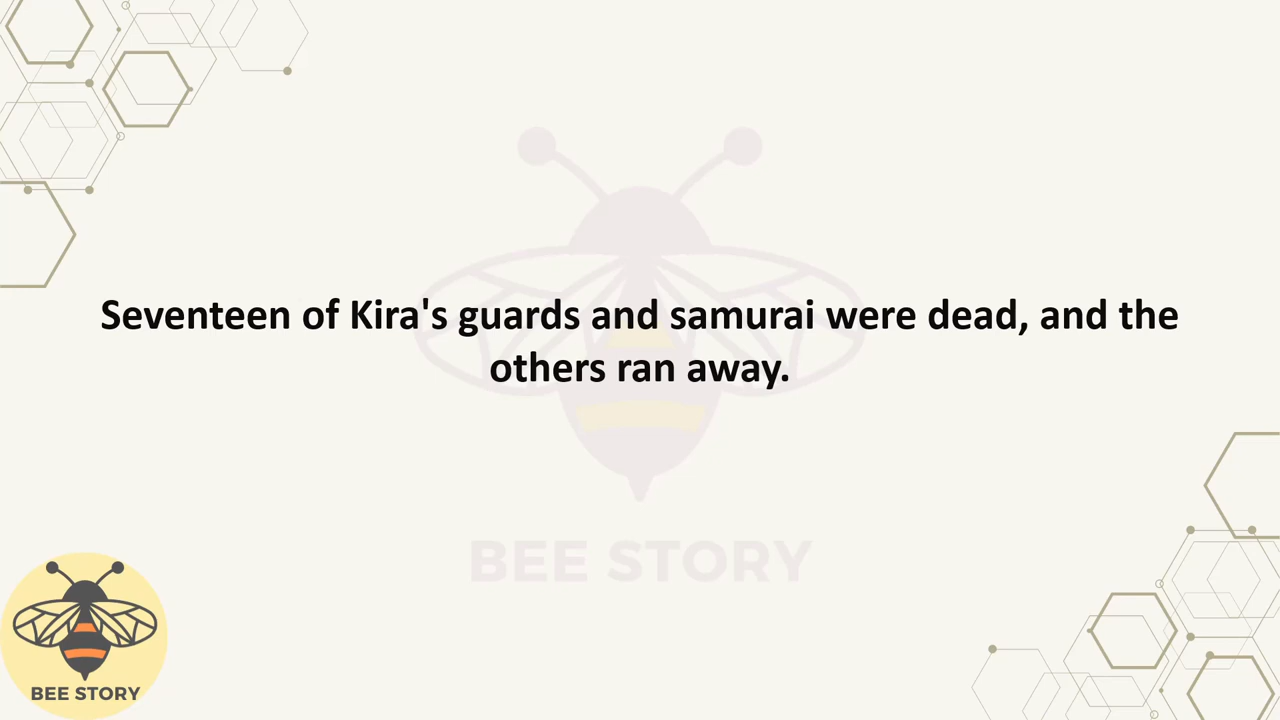 Seventeen of Kira's guards and samurai were dead, and the
others ran away.
BEE STORY
BEE STORY